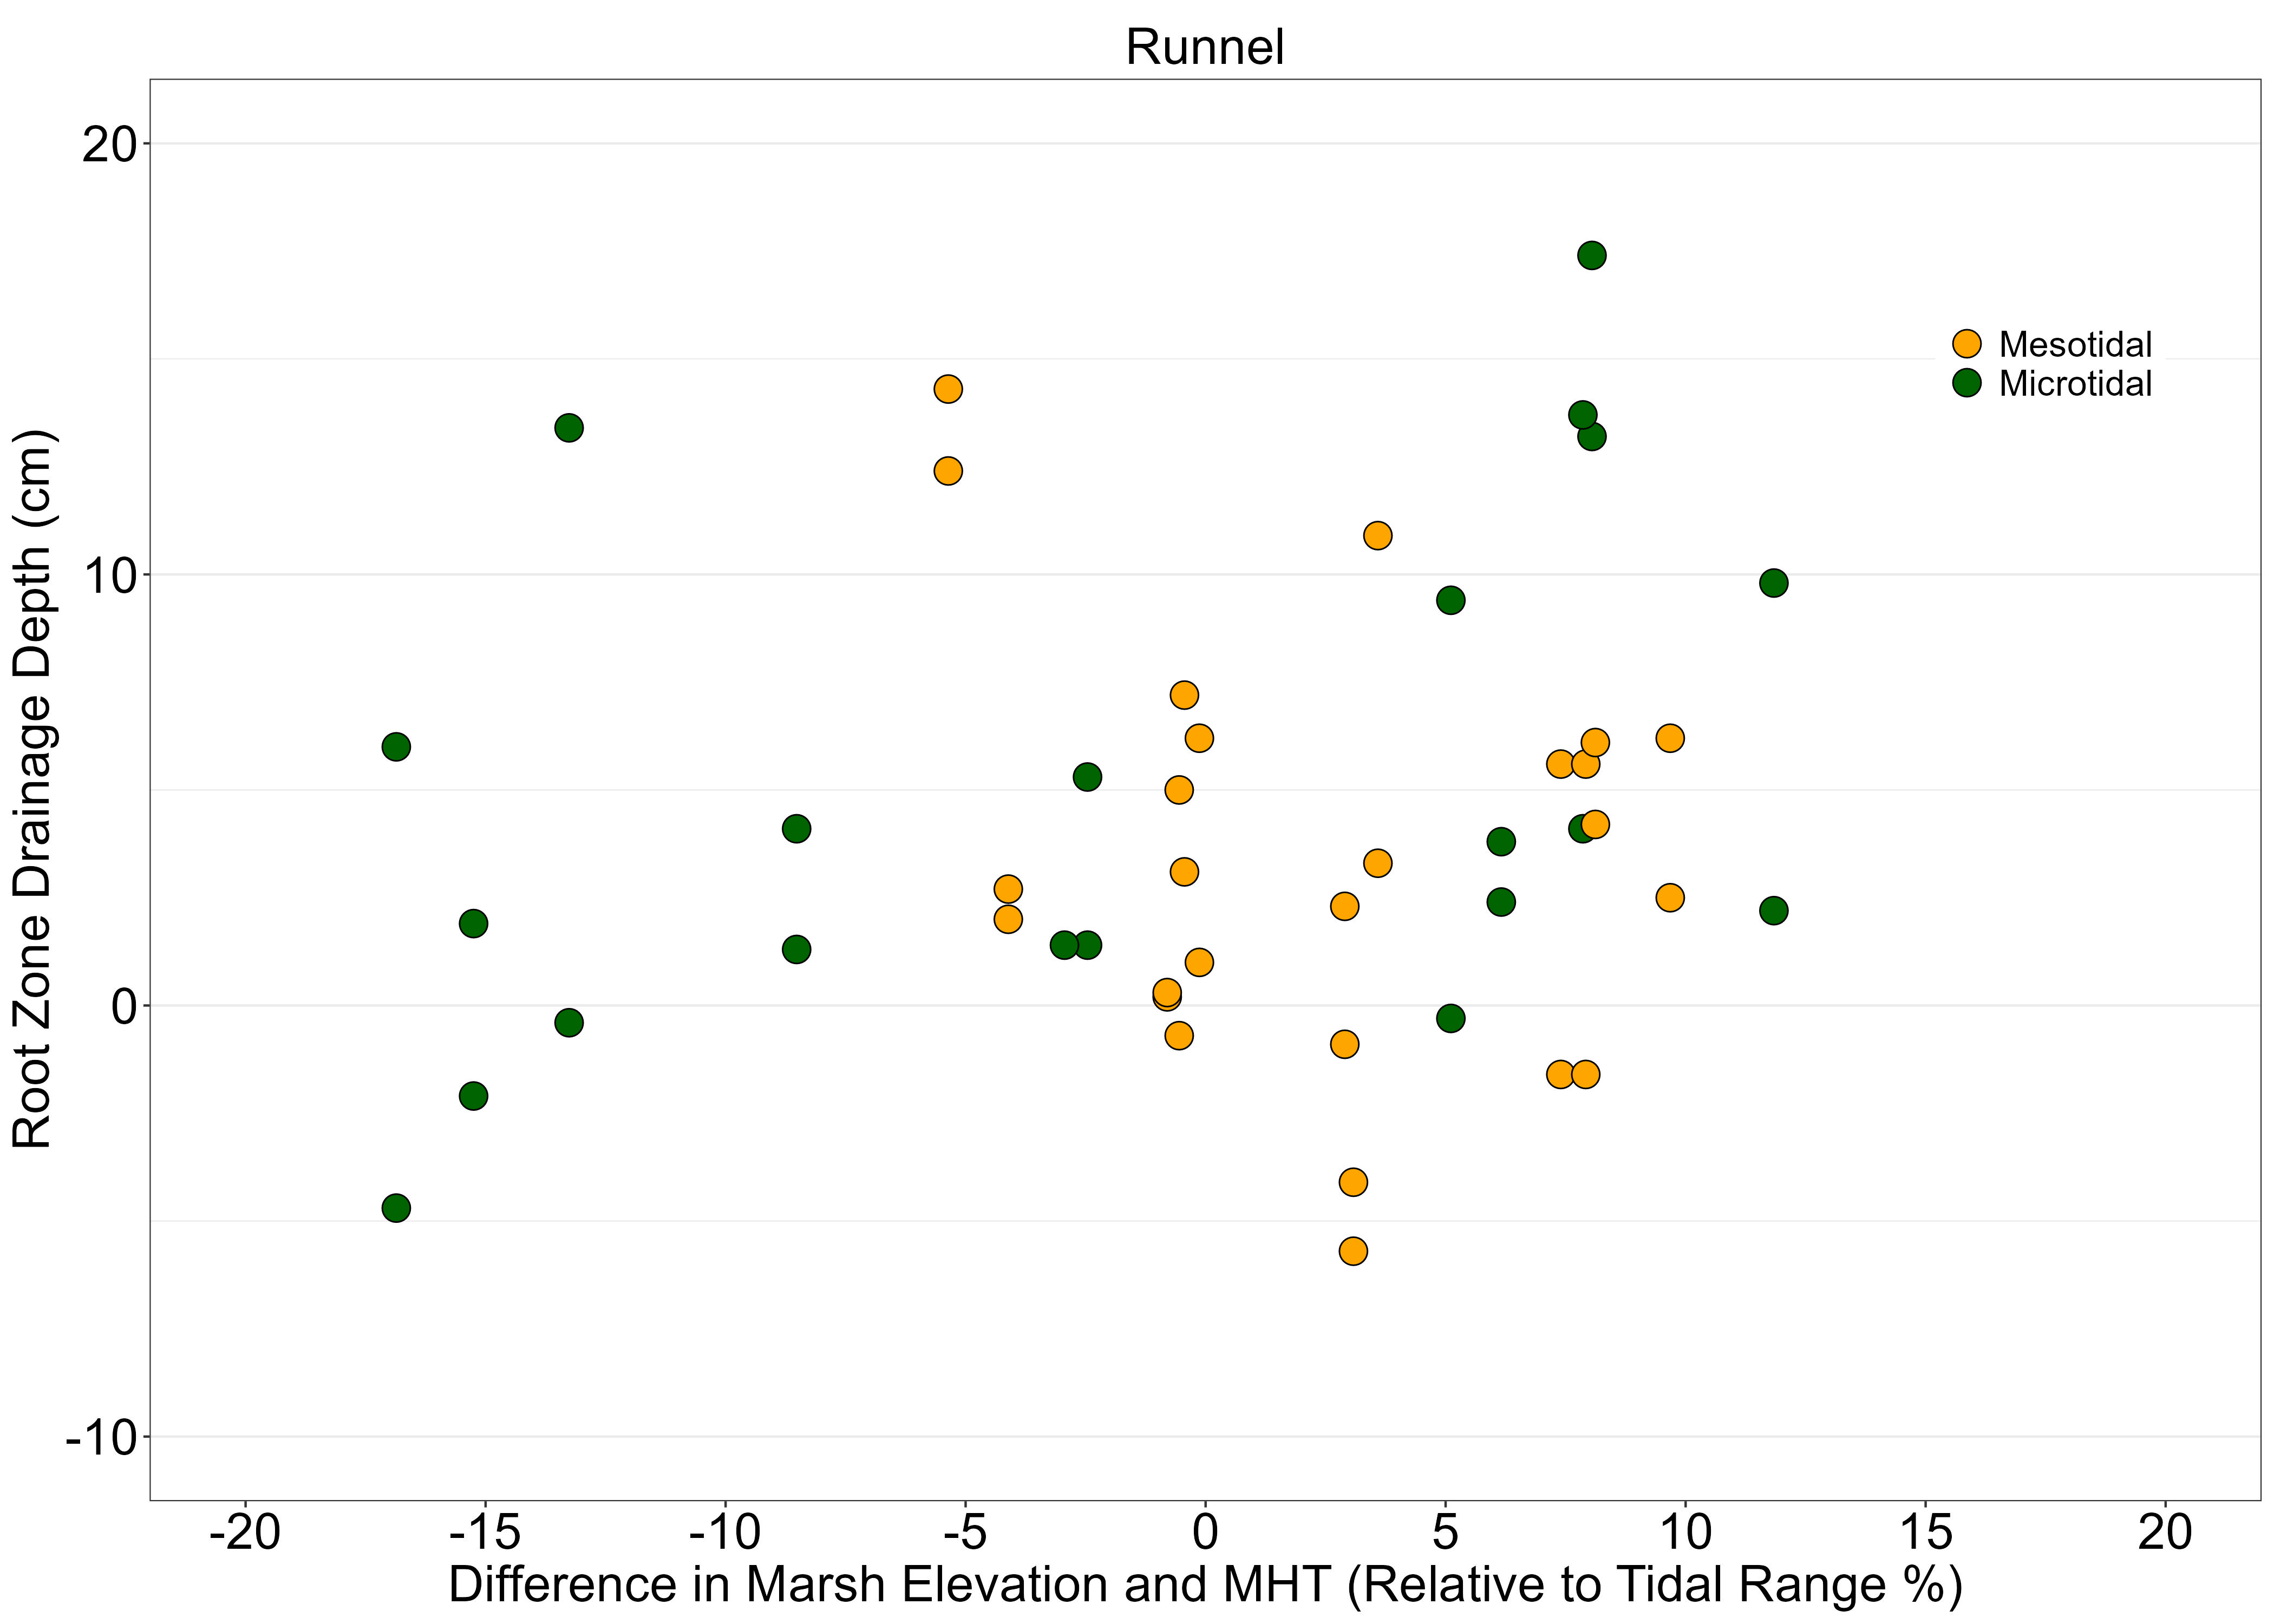 Runnel
Root Zone Drainage Depth (cm)
20
10
0
-10
Mesotidal
Microtidal
-20 -15 -10 -5 0 5 10 15 20
Difference in Marsh Elevation and MHT (Relative to Tidal Range %)